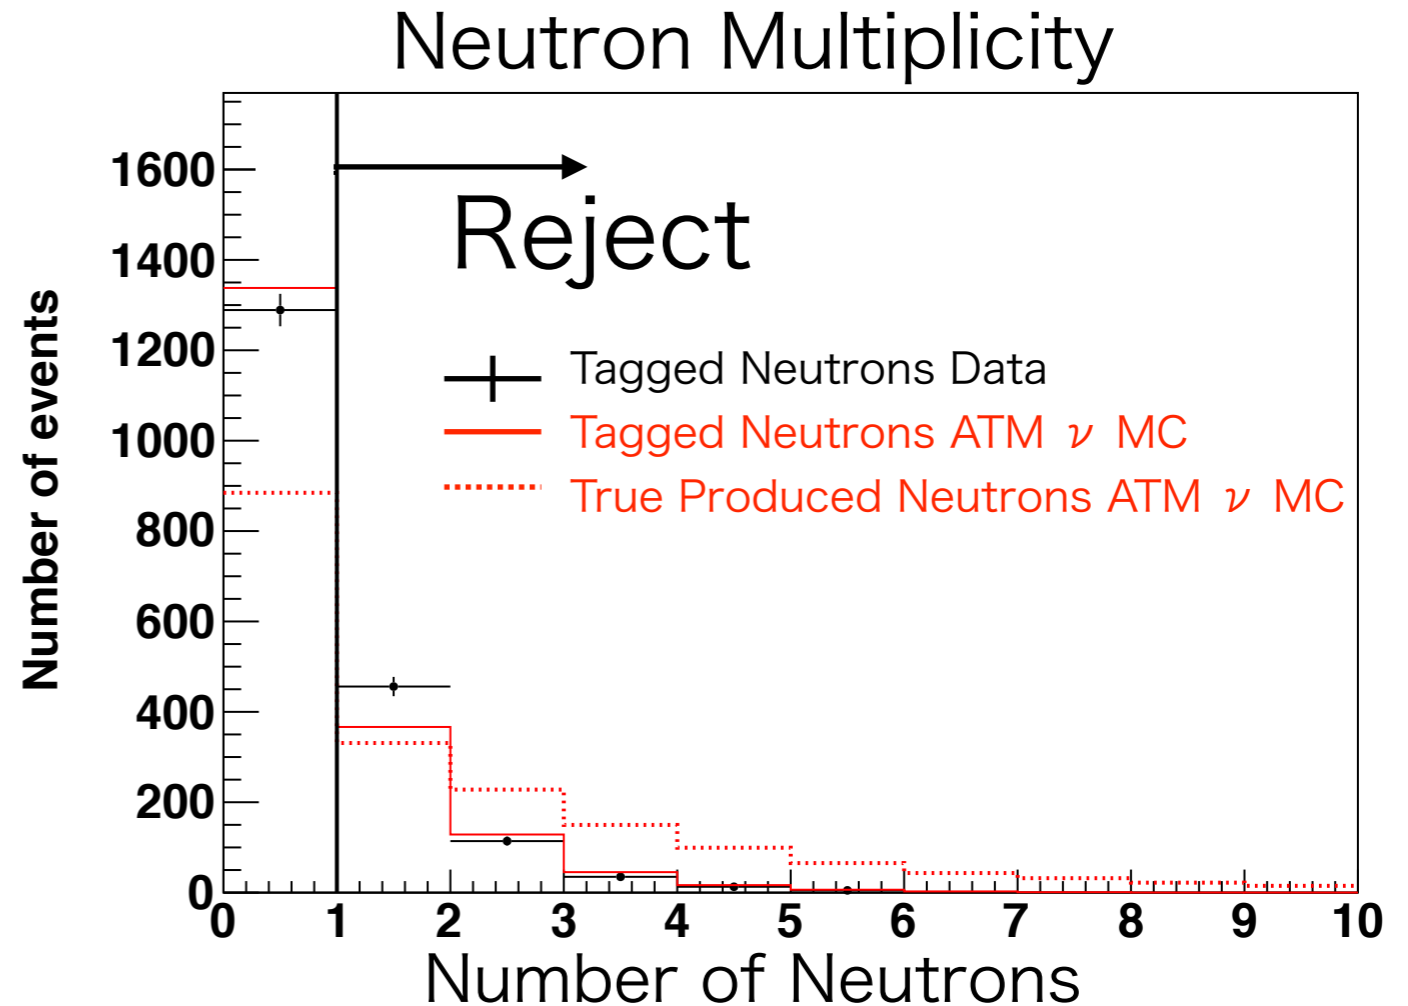 Neutron Multiplicity
1600
1400
1200
1000
800
600
400
200
0
Number of events
Reject
Tagged Neutrons Data
Tagged Neutrons ATM ν MC
True Produced Neutrons ATM ν MC
0 1 2 3 4 5 6 7 8 9 10
Number of Neutrons